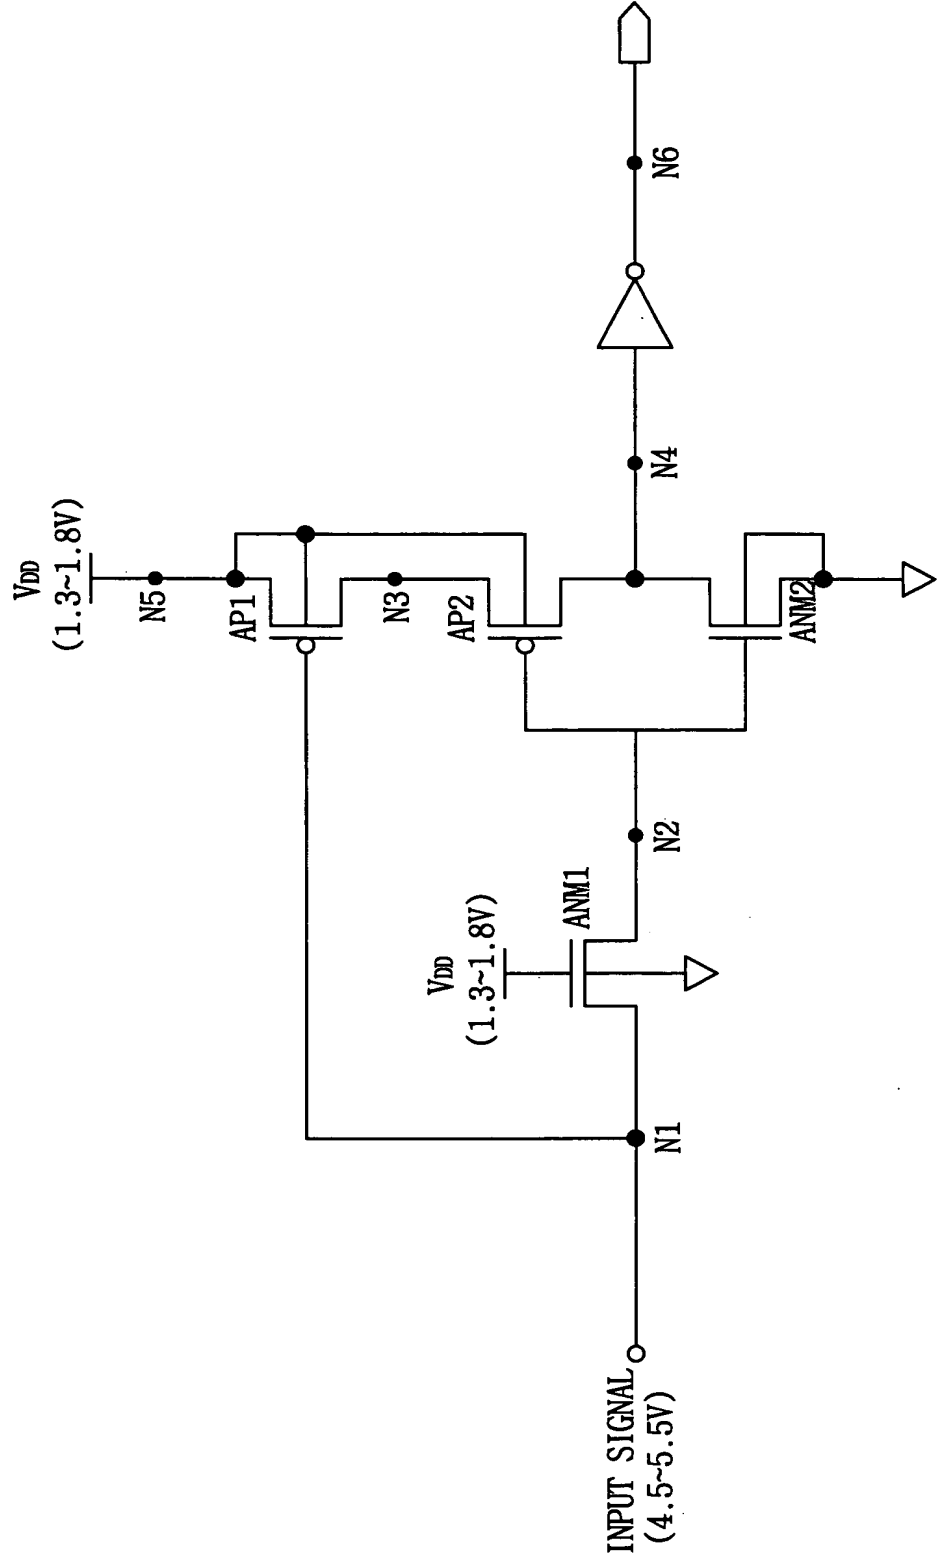 VDD
(1.3~1.8V)
N5
AP1
N3
AP2
N4
N6
ANM2
VDD
(1.3~1.8V)
ANM1
N2
N1
INPUT SIGNAL
(4.5~5.5V)